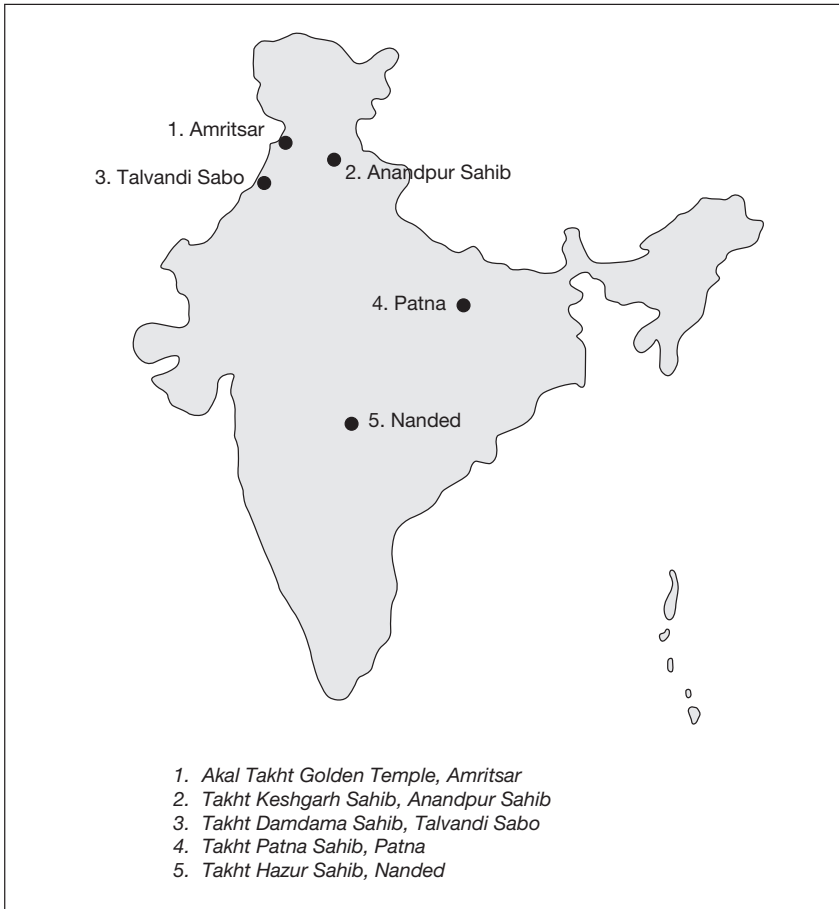 1. Amritsar
3. Talvandi Sabo
2. Anandpur Sahib
4. Patna
5. Nanded
1. Akal Takht Golden Temple, Amritsar
2. Takht Keshgarh Sahib, Anandpur Sahib
3. Takht Damdama Sahib, Talvandi Sabo
4. Takht Patna Sahib, Patna
5. Takht Hazur Sahib, Nanded